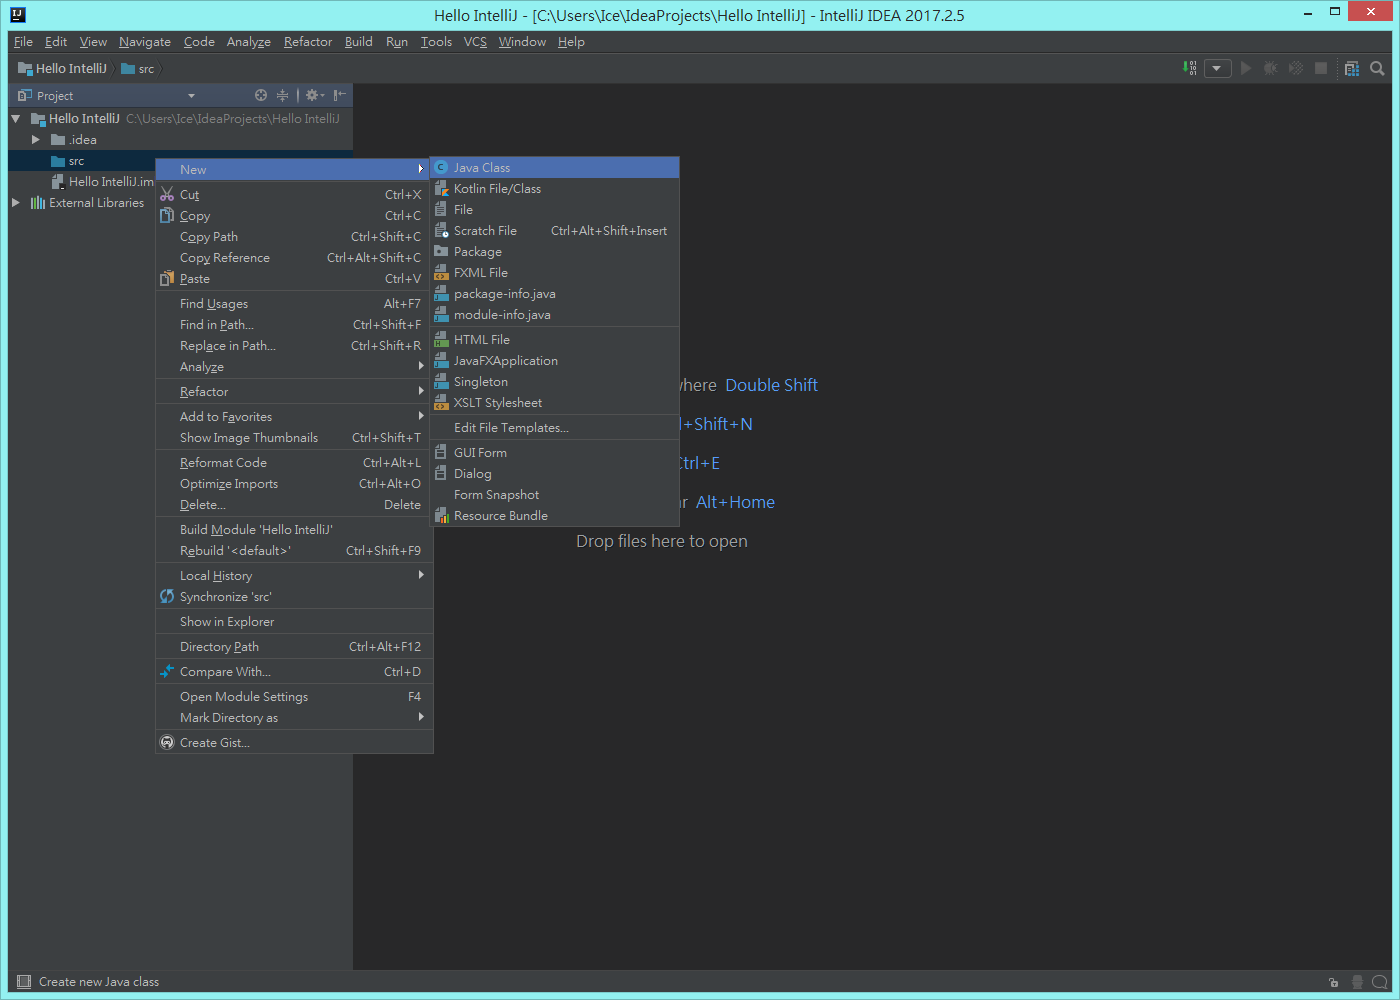 Hello IntelliJ - [C:\Users\Ice\IdeaProjects\Hello IntelliJ] - IntelliJ IDEA 2017.2.5
File Edit View Navigate Code Analyze Refactor Build Run Tools VCS Window Help
Hello IntelliJ src
Project
Hello IntelliJ C:\Users\Ice\IdeaProjects\Hello IntelliJ
.idea
src
Hello IntelliJ.im
External Libraries
New
Cut Ctrl+X
Copy Ctrl+C
Copy Path Ctrl+Shift+C
Copy Reference Ctrl+Alt+Shift+C
Paste Ctrl+V
Find Usages Alt+F7
Find in Path... Ctrl+Shift+F
Replace in Path... Ctrl+Shift+R
Analyze
Refactor
Add to Favorites
Show Image Thumbnails Ctrl+Shift+T
Reformat Code Ctrl+Alt+L
Optimize Imports Ctrl+Alt+O
Delete... Delete
Build Module 'Hello IntelliJ'
Rebuild '<default>' Ctrl+Shift+F9
Local History
Synchronize 'src'
Show in Explorer
Directory Path Ctrl+Alt+F12
Compare With... Ctrl+D
Open Module Settings F4
Mark Directory as
Create Gist...
Java Class
Kotlin File/Class
File
Scratch File Ctrl+Alt+Shift+Insert
Package
FXML File
package-info.java
module-info.java
HTML File
JavaFXApplication
Singleton
XSLT Stylesheet
Edit File Templates...
GUI Form
Dialog
Form Snapshot
Resource Bundle
where Double Shift
l+Shift+N
Ctrl+E
ar Alt+Home
Drop files here to open
Create new Java class